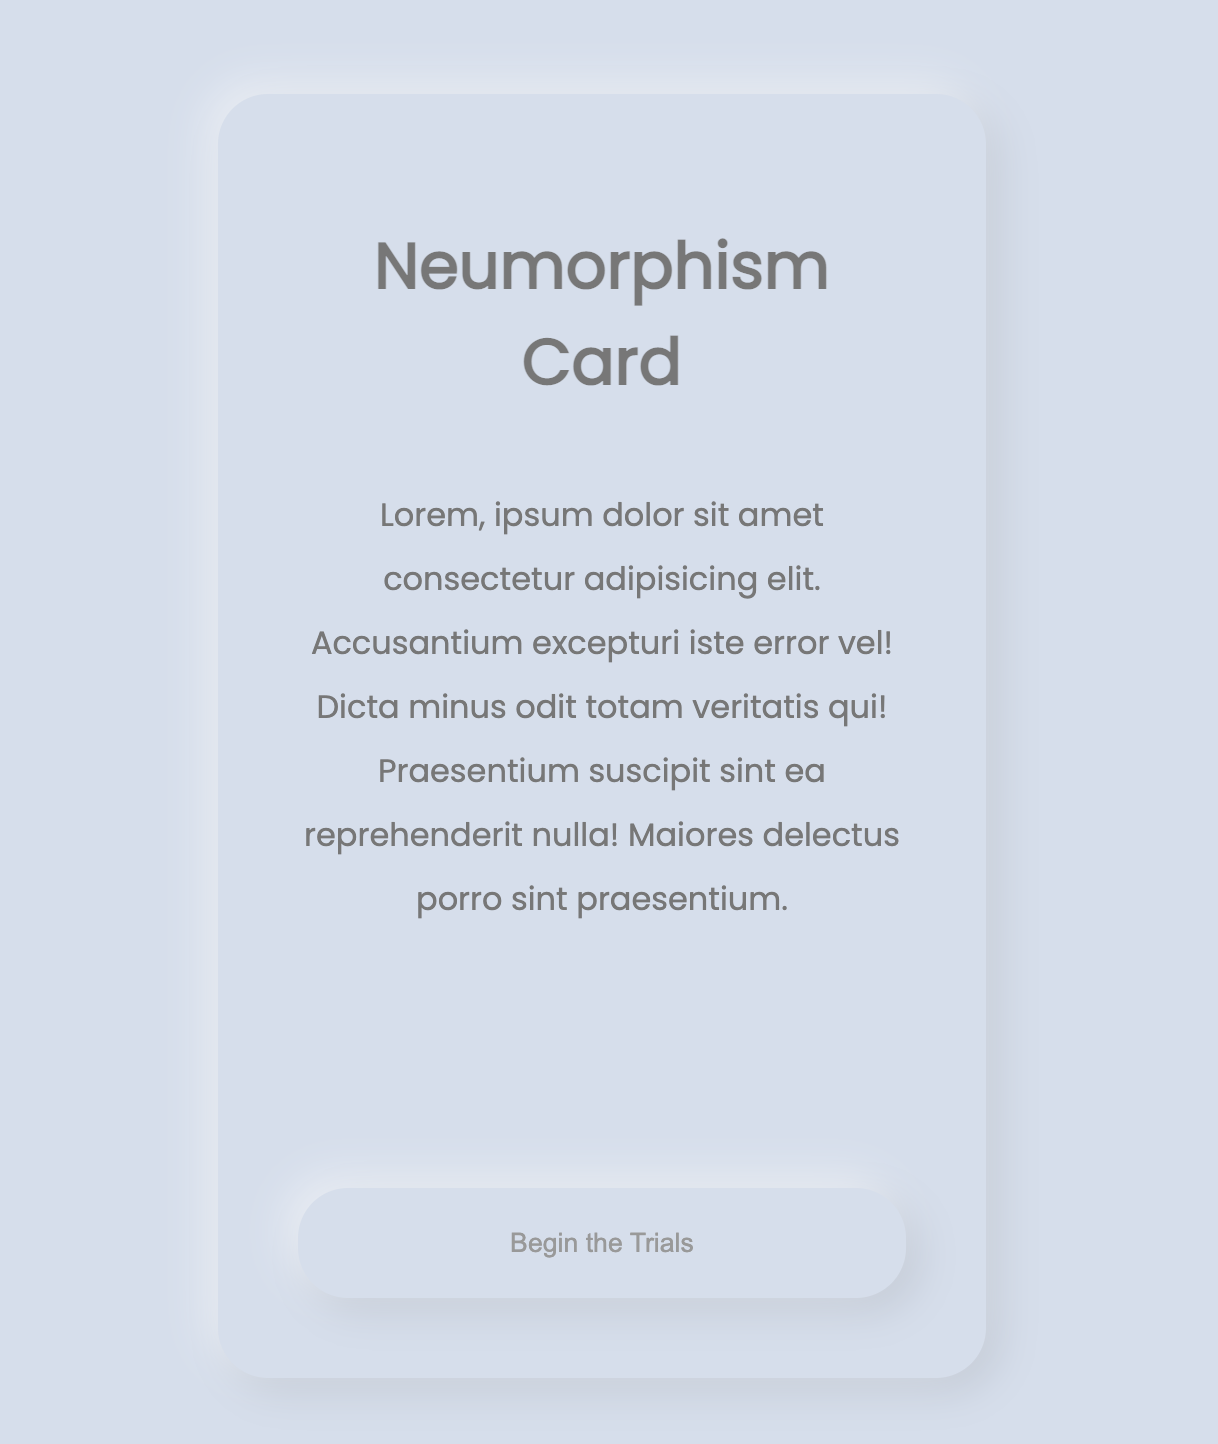 Neumorphism
Card
Lorem, ipsum dolor sit amet
consectetur adipisicing elit.
Accusantium excepturi iste error vel!
Dicta minus odit totam veritatis qui!
Praesentium suscipit sint ea
reprehenderit nulla! Maiores delectus
porro sint praesentium.
Begin the Trials